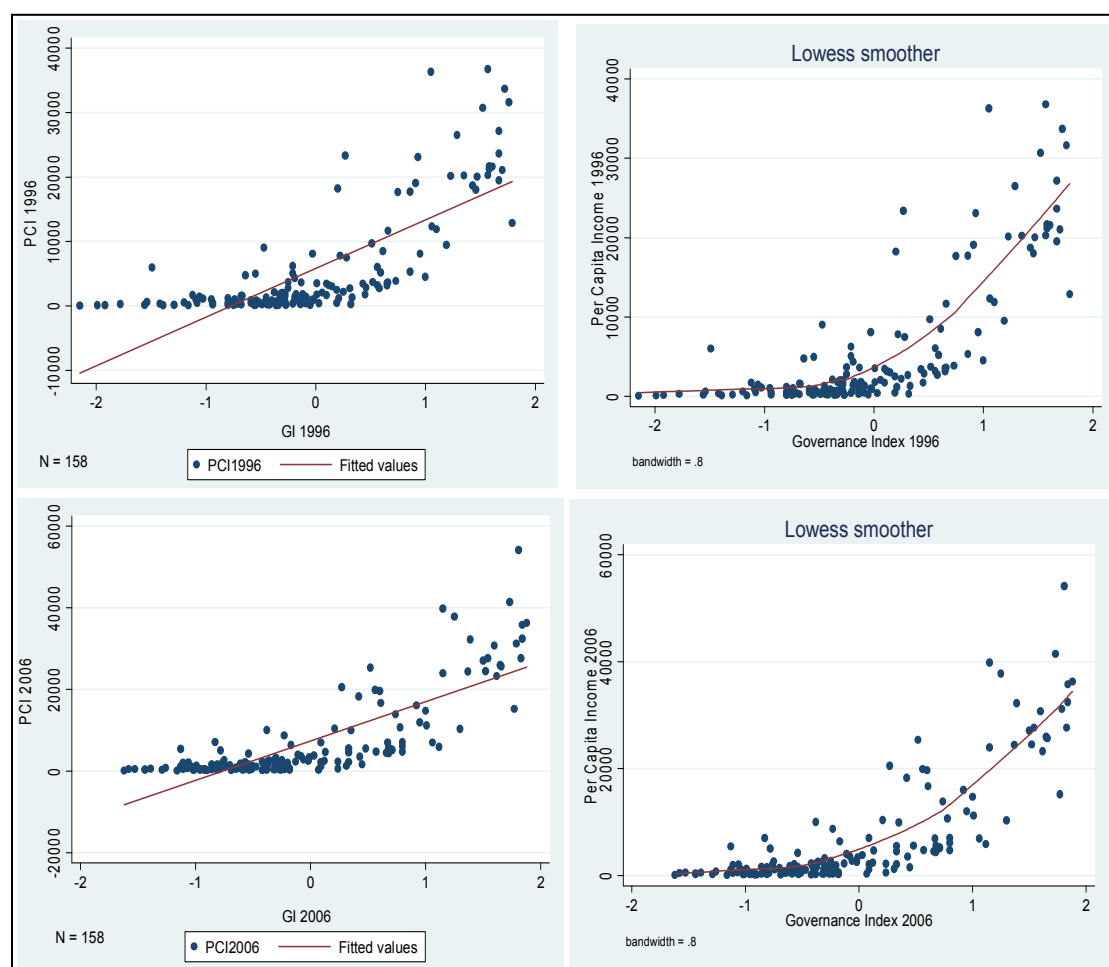 PCI 1996
40000
30000
20000
10000
0
-10000
-2 -1 0 1 2
GI 1996
N = 158
PCI1996 Fitted values
Lowess smoother
Per Capita Income 1996
40000
30000
20000
10000
0
-2 -1 0 1 2
Governance Index 1996
bandwidth = .8
PCI 2006
60000
40000
20000
0
-20000
-2 -1 0 1 2
GI 2006
N = 158
PCI2006 Fitted values
Lowess smoother
Per Capita Income 2006
60000
40000
20000
0
-2 -1 0 1 2
Governance Index 2006
bandwidth = .8